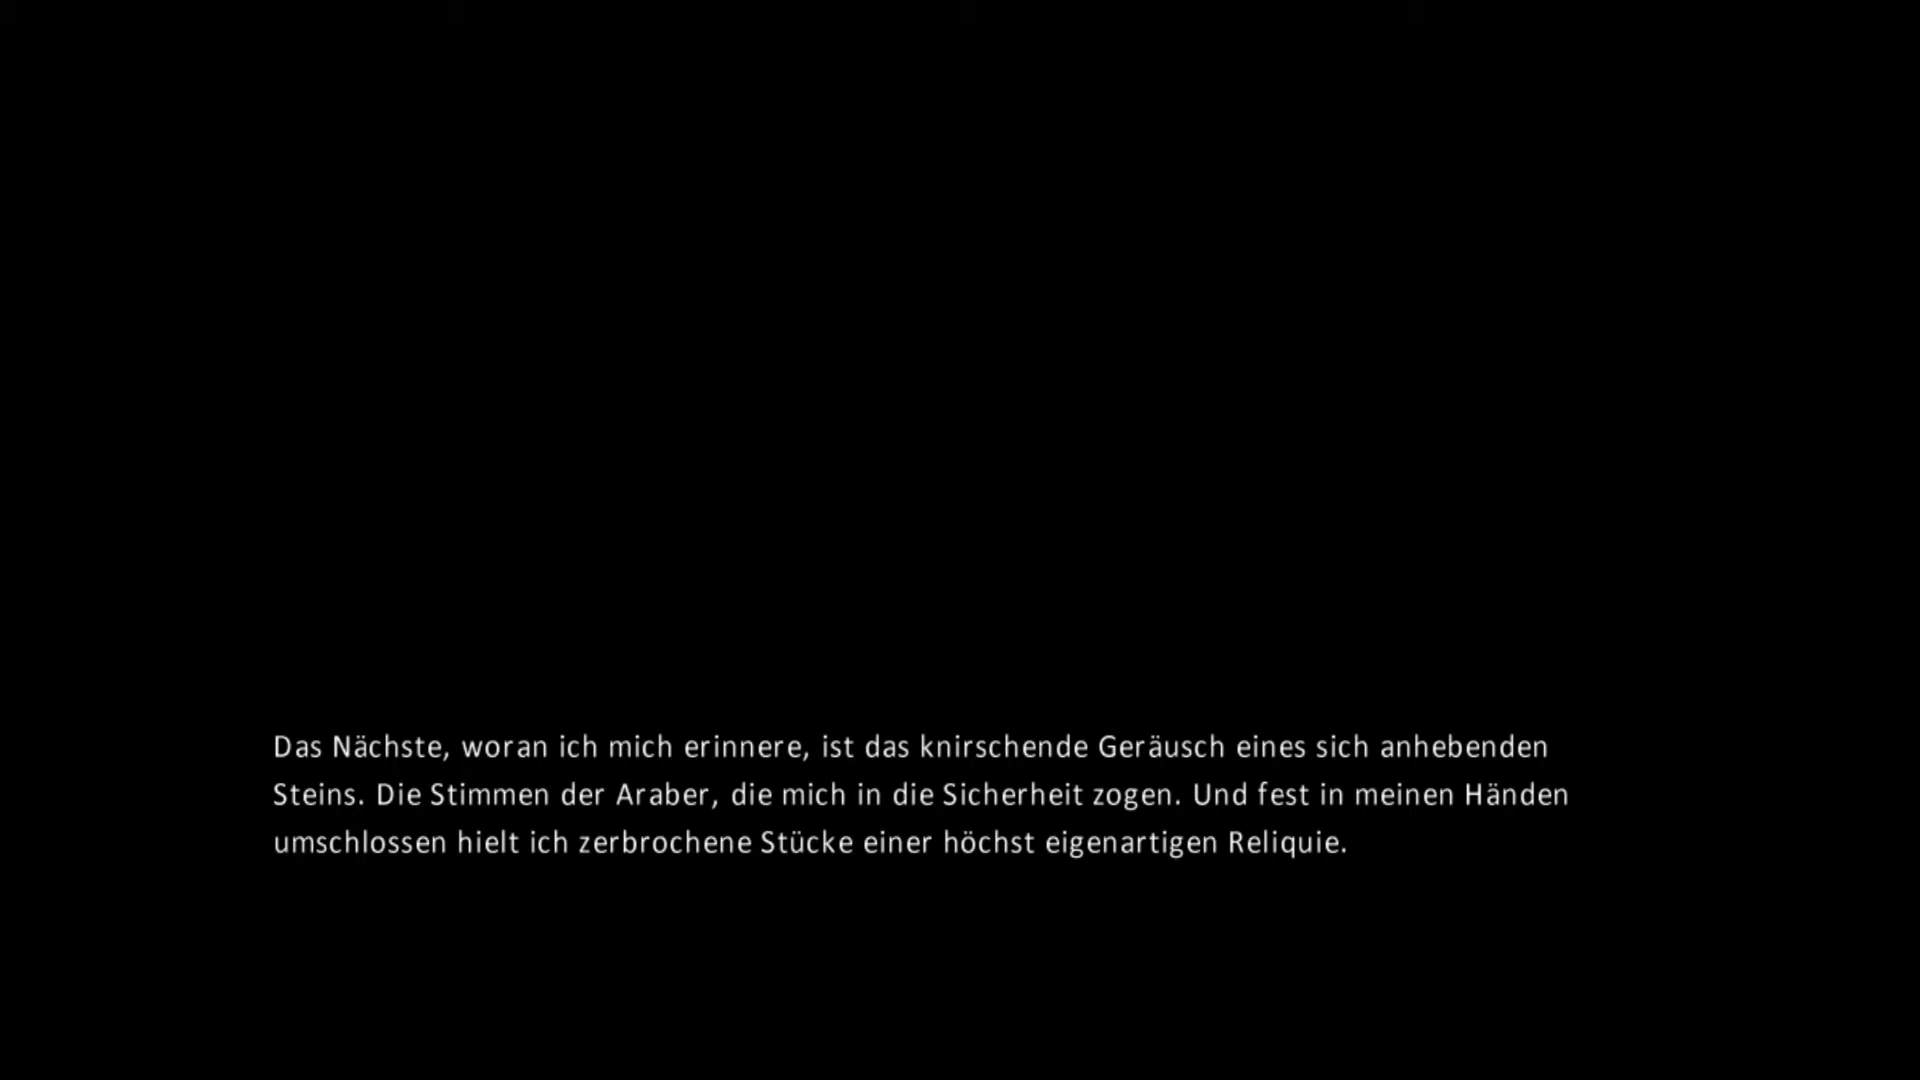 Das Nächste, woran ich mich erinnere, ist das knirschende Geräusch eines sich anhebenden
Steins. Die Stimmen der Araber, die mich in die Sicherheit zogen. Und fest in meinen Händen
umschlossen hielt ich zerbrochene Stücke einer höchst eigenartigen Reliquie.